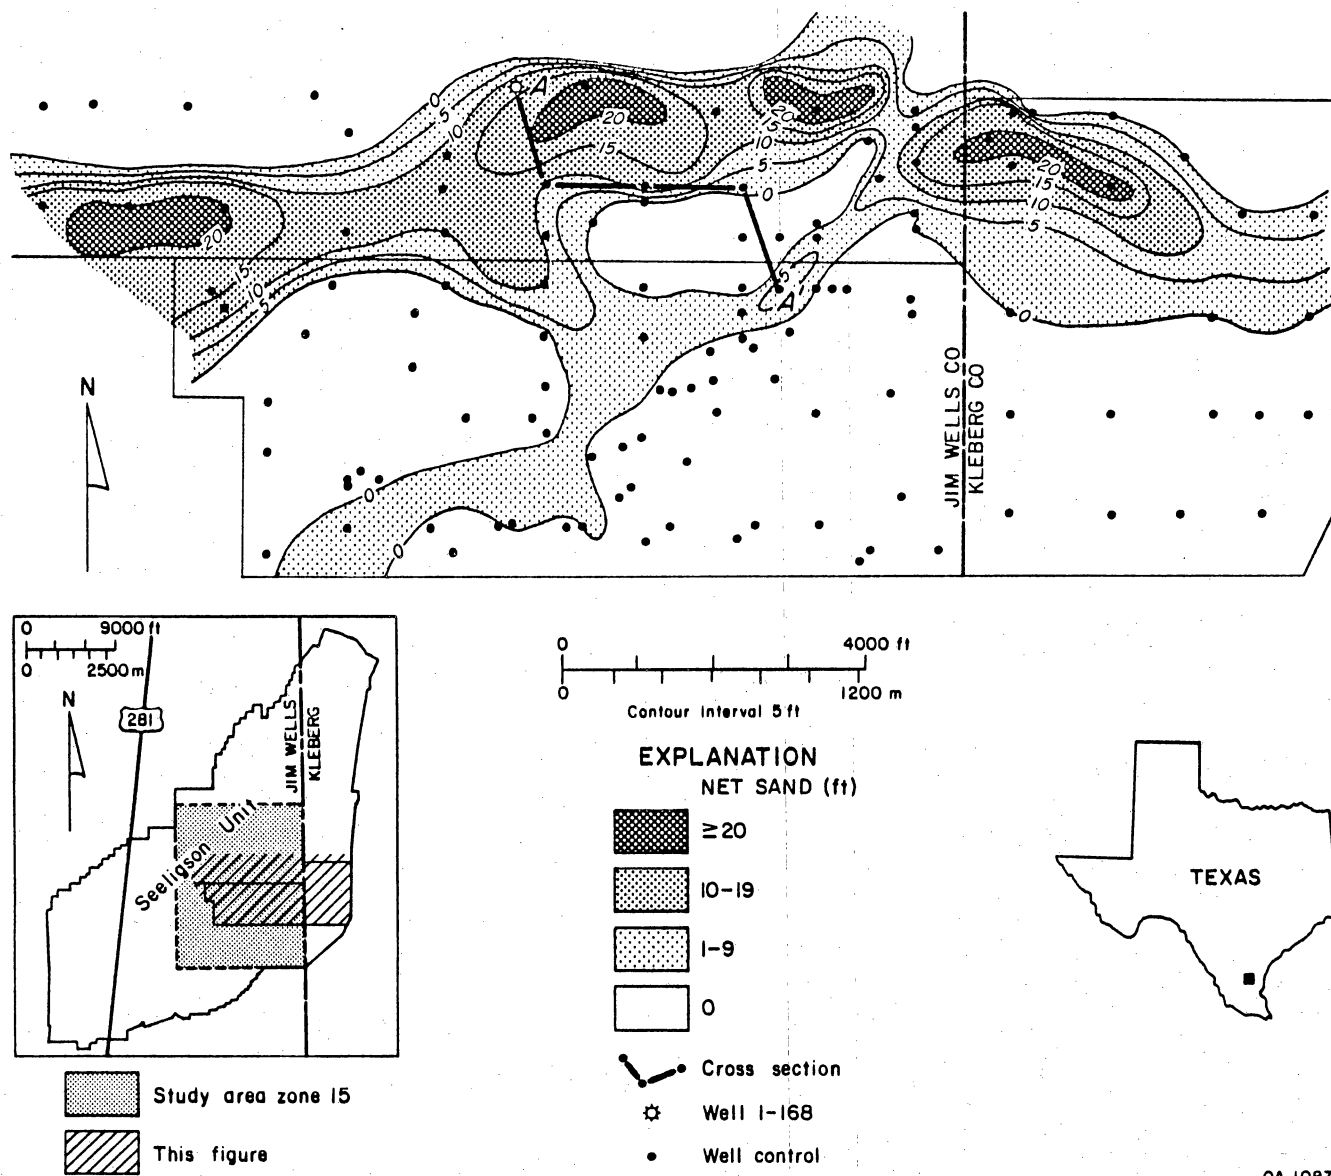 0
5
10
A
20
15
20
15
10
5
0
20
15
10
5
20
15
10
5
5
A'
0
0
0
N
JIM WELLS CO
KLEBERG CO
0 9000 ft
0 2500 m
N
281
JIM WELLS
KLEBERG
Seeligson Unit
0 4000 ft
0 1200 m
Contour interval 5 ft
EXPLANATION
NET SAND (ft)
≥ 20
10-19
1-9
0
Cross section
Well 1-168
Well control
Study area zone 15
This figure
TEXAS